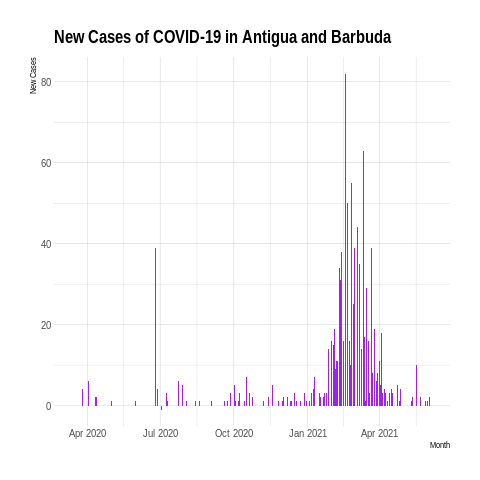 New Cases of COVID-19 in Antigua and Barbuda
New Cases
80
60
40
20
0
Apr 2020 Jul 2020 Oct 2020 Jan 2021 Apr 2021
Month